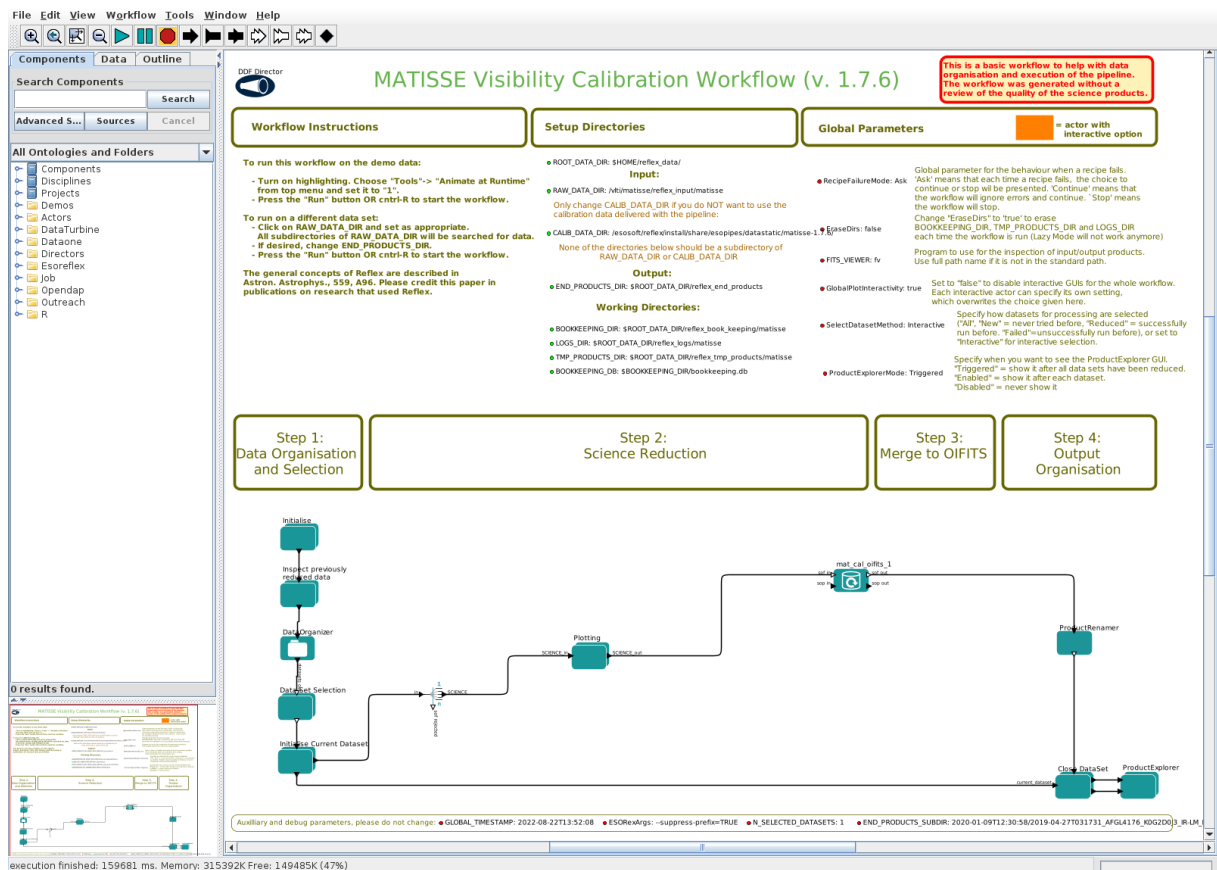 File Edit View Workflow Tools Window Help
Components Data Outline
Search Components
Search
Advanced S... Sources Cancel
All Ontologies and Folders
Components
Disciplines
Projects
Demos
Actors
DataTurbine
Dataone
Directors
Esoreflex
Job
Opendap
Outreach
R
0 results found.
DDF Director
MATISSE Visibility Calibration Workflow (v. 1.7.6)
This is a basic workflow to help with data
organisation and execution of the pipeline.
The workflow was generated without a
review of the quality of the science products.
Workflow Instructions
Setup Directories
Global Parameters
= actor with
interactive option
To run this workflow on the demo data:
- Turn on highlighting. Choose "Tools"-> "Animate at Runtime"
from top menu and set it to "1".
- Press the "Run" button OR cntrl-R to start the workflow.
To run on a different data set:
- Click on RAW_DATA_DIR and set as appropriate.
All subdirectories of RAW_DATA_DIR will be searched for data.
- If desired, change END_PRODUCTS_DIR.
- Press the "Run" button OR cntrl-R to start the workflow.
The general concepts of Reflex are described in
Astron. Astrophys., 559, A96. Please credit this paper in
publications on research that used Reflex.
ROOT_DATA_DIR: $HOME/reflex_data/
Input:
RAW_DATA_DIR: /vlti/matisse/reflex_input/matisse
Only change CALIB_DATA_DIR if you do NOT want to use the
calibration data delivered with the pipeline:
CALIB_DATA_DIR: /esosoft/reflex/install/share/esopipes/datastatic/matisse-1.7.6/
None of the directories below should be a subdirectory of
RAW_DATA_DIR or CALIB_DATA_DIR
Output:
END_PRODUCTS_DIR: $ROOT_DATA_DIR/reflex_end_products
Working Directories:
BOOKKEEPING_DIR: $ROOT_DATA_DIR/reflex_book_keeping/matisse
LOGS_DIR: $ROOT_DATA_DIR/reflex_logs/matisse
TMP_PRODUCTS_DIR: $ROOT_DATA_DIR/reflex_tmp_products/matisse
BOOKKEEPING_DB: $BOOKKEEPING_DIR/bookkeeping.db
RecipeFailureMode: Ask
Global parameter for the behaviour when a recipe fails.
'Ask' means that each time a recipe fails, the choice to
continue or stop wil be presented. 'Continue' means that
the workflow will ignore errors and continue. `Stop' means
the workflow will stop.
EraseDirs: false
Change "EraseDirs" to 'true' to erase
BOOKKEEPING_DIR, TMP_PRODUCTS_DIR and LOGS_DIR
each time the workflow is run (Lazy Mode will not work anymore)
FITS_VIEWER: fv
Program to use for the inspection of input/output products.
Use full path name if it is not in the standard path.
GlobalPlotInteractivity: true
Set to "false" to disable interactive GUIs for the whole workflow.
Each interactive actor can specify its own setting,
which overwrites the choice given here.
SelectDatasetMethod: Interactive
Specify how datasets for processing are selected
("All", "New" = never tried before, "Reduced" = successfully
run before. "Failed"=unsuccessfully run before), or set to
"Interactive" for interactive selection.
ProductExplorerMode: Triggered
Specify when you want to see the ProductExplorer GUI.
"Triggered" = show it after all data sets have been reduced.
"Enabled" = show it after each dataset.
"Disabled" = never show it
Step 1:
Data Organisation
and Selection
Step 2:
Science Reduction
Step 3:
Merge to OIFITS
Step 4:
Output
Organisation
Initialise
Inspect previously
reduced data
DataOrganizer
DataSet Selection
Initialise Current Dataset
in
SCIENCE
SCIENCE_in
Plotting
SCIENCE_out
mat_cal_oifits_1
sof in
sof out
sop in
sop out
ProductRenamer
current_dataset
Close DataSet
ProductExplorer
Auxilliary and debug parameters, please do not change: GLOBAL_TIMESTAMP: 2022-08-22T13:52:08 ESORexArgs: --suppress-prefix=TRUE N_SELECTED_DATASETS: 1 END_PRODUCTS_SUBDIR: 2020-01-09T12:30:58/2019-04-27T031731_AFGL4176_K0G2D0J3_IR-LM_
execution finished: 159681 ms. Memory: 315392K Free: 149485K (47%)